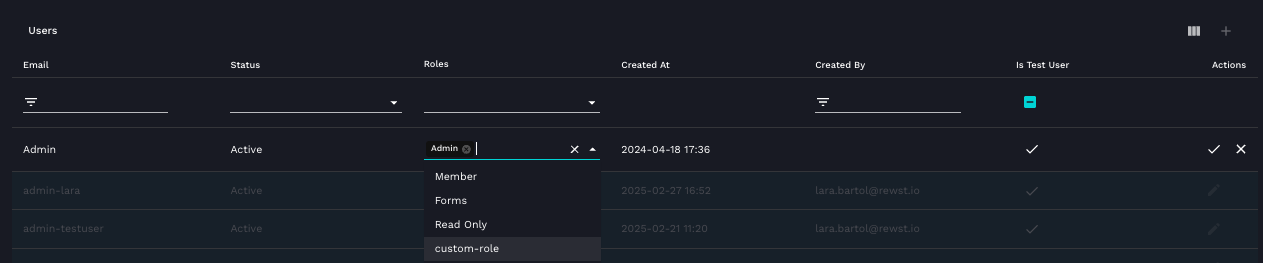 Users
Email Status Roles Created At Created By Is Test User Actions
Admin Active Admin 2024-04-18 17:36
Member
admin-lara Active 2025-02-27 16:52 lara.bartol@rewst.io
Forms
Read Only
admin-testuser Active 2025-02-21 11:20 lara.bartol@rewst.io
custom-role